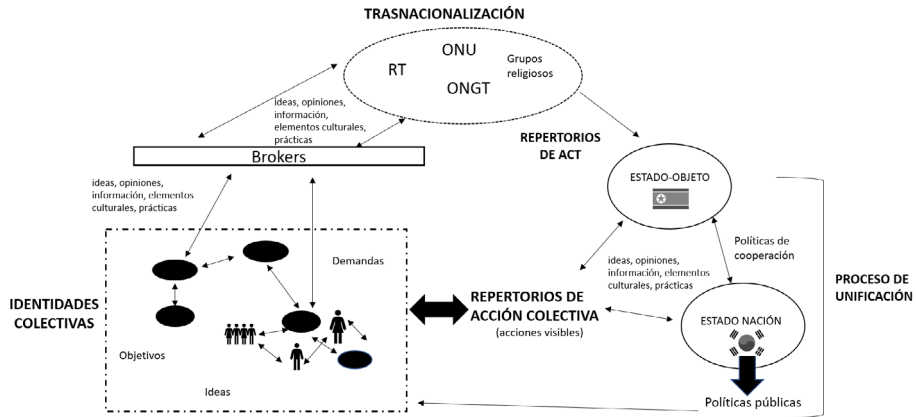 TRASNACIONALIZACIÓN
ONU
RT
Grupos
religiosos
ONGT
ideas, opiniones,
información,
elementos culturales,
prácticas
Brokers
REPERTORIOS
DE ACT
ESTADO-OBJETO
ideas, opiniones,
información, elementos
culturales, prácticas
Demandas
Políticas de
cooperación
ideas, opiniones,
información, elementos
culturales, prácticas
PROCESO DE
UNIFICACIÓN
IDENTIDADES
COLECTIVAS
REPERTORIOS DE
ACCIÓN COLECTIVA
(acciones visibles)
ESTADO NACIÓN
Objetivos
Ideas
Políticas públicas